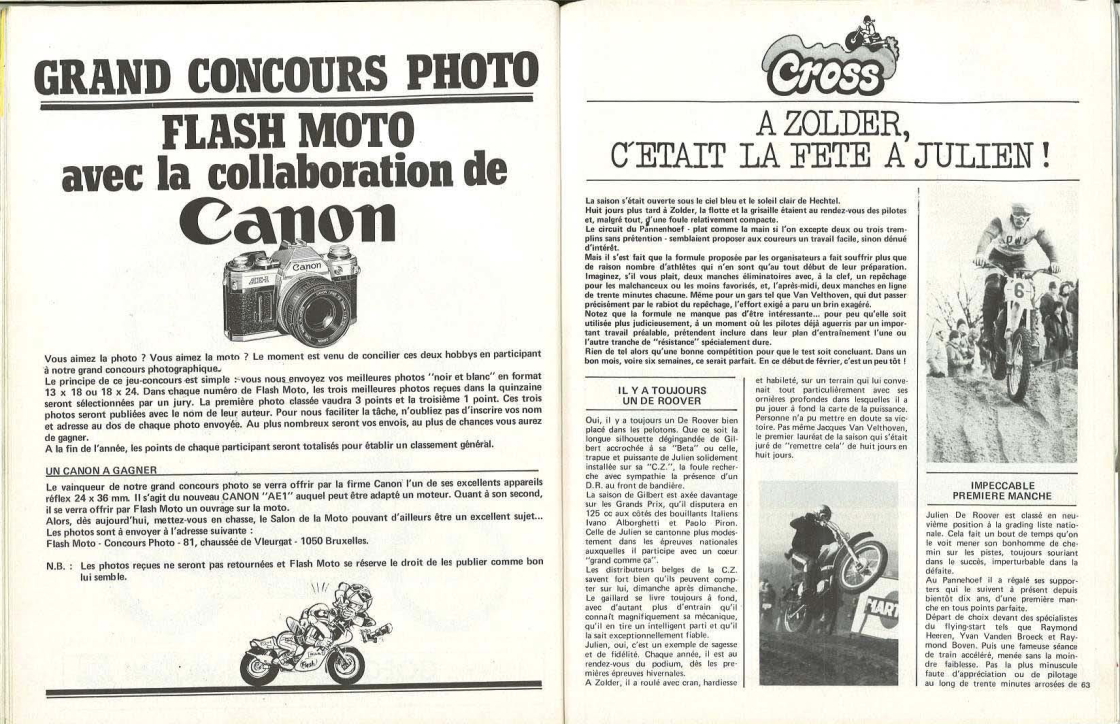 GRAND CONCOURS PHOTO
FLASH MOTO
avec la collaboration de
Canon
Canon
AE-1
Vous aimez la photo ? Vous aimez la moto ? Le moment est venu de concilier ces deux hobbys en participant
à notre grand concours photographique.
Le principe de ce jeu-concours est simple : vous nous envoyez vos meilleures photos "noir et blanc" en format
13 x 18 ou 18 x 24. Dans chaque numéro de Flash Moto, les trois meilleures photos reçues dans la quinzaine
seront sélectionnées par un jury. La première photo classée vaudra 3 points et la troisième 1 point. Ces trois
photos seront publiées avec le nom de leur auteur. Pour nous faciliter la tâche, n'oubliez pas d'inscrire vos nom
et adresse au dos de chaque photo envoyée. Au plus nombreux seront vos envois, au plus de chances vous aurez
de gagner.
A la fin de l'année, les points de chaque participant seront totalisés pour établir un classement général.
UN CANON A GAGNER
Le vainqueur de notre grand concours photo se verra offrir par la firme Canon l'un de ses excellents appareils
réflex 24 x 36 mm. Il s'agit du nouveau CANON "AE1" auquel peut être adapté un moteur. Quant à son second,
il se verra offrir par Flash Moto un ouvrage sur la moto.
Alors, dès aujourd'hui, mettez-vous en chasse, le Salon de la Moto pouvant d'ailleurs être un excellent sujet...
Les photos sont à envoyer à l'adresse suivante :
Flash Moto - Concours Photo - 81, chaussée de Vleurgat - 1050 Bruxelles.
N.B. : Les photos reçues ne seront pas retournées et Flash Moto se réserve le droit de les publier comme bon
lui semble.
Flash!
Cross
A ZOLDER,
C'ETAIT LA FETE A JULIEN !
La saison s'était ouverte sous le ciel bleu et le soleil clair de Hechtel.
Huit jours plus tard à Zolder, la flotte et la grisaille étaient au rendez-vous des pilotes
et, malgré tout, d'une foule relativement compacte.
Le circuit du Pannenhoef - plat comme la main si l'on excepte deux ou trois trem-
plins sans prétention - semblaient proposer aux coureurs un travail facile, sinon dénué
d'intérêt.
Mais il s'est fait que la formule proposée par les organisateurs a fait souffrir plus que
de raison nombre d'athlètes qui n'en sont qu'au tout début de leur préparation.
Imaginez, s'il vous plait, deux manches éliminatoires avec, à la clef, un repêchage
pour les malchanceux ou les moins favorisés, et, l'après-midi, deux manches en ligne
de trente minutes chacune. Même pour un gars tel que Van Velthoven, qui dut passer
précisément par le rabiot du repêchage, l'effort exigé a paru un brin exagéré.
Notez que la formule ne manque pas d'être intéressante... pour peu qu'elle soit
utilisée plus judicieusement, à un moment où les pilotes déjà aguerris par un impor-
tant travail préalable, prétendent inclure dans leur plan d'entraînement l'une ou
l'autre tranche de "résistance" spécialement dure.
Rien de tel alors qu'une bonne compétition pour que le test soit concluant. Dans un
bon mois, voire six semaines, ce serait parfait. En ce début de février, c'est un peu tôt !
IL Y A TOUJOURS
UN DE ROOVER
Oui, il y a toujours un De Roover bien
placé dans les pelotons. Que ce soit la
longue silhouette dégingandée de Gil-
bert accrochée à sa "Beta" ou celle,
trapue et puissante de Julien solidement
installée sur sa "C.Z.", la foule recher-
che avec sympathie la présence d'un
D.R. au front de bandière.
La saison de Gilbert est axée davantage
sur les Grands Prix, qu'il disputera en
125 cc aux côtés des bouillants Italiens
Ivano Alborghetti et Paolo Piron.
Celle de Julien se cantonne plus modes-
tement dans les épreuves nationales
auxquelles il participe avec un coeur
"grand comme ça".
Les distributeurs belges de la C.Z.
savent fort bien qu'ils peuvent comp-
ter sur lui, dimanche après dimanche.
Le gaillard se livre toujours à fond,
avec d'autant plus d'entrain qu'il
connaît magnifiquement sa mécanique,
qu'il en tire un intelligent parti et qu'il
la sait exceptionnellement fiable.
Julien, oui, c'est un exemple de sagesse
et de fidélité. Chaque année, il est au
rendez-vous du podium, dès les pre-
mières épreuves hivernales.
A Zolder, il a roulé avec cran, hardiesse
et habileté, sur un terrain qui lui conve-
nait tout particulièrement avec ses
ornières profondes dans lesquelles il a
pu jouer à fond la carte de la puissance.
Personne n'a pu mettre en doute sa vic-
toire. Pas même Jacques Van Velthoven,
le premier lauréat de la saison qui s'était
juré de "remettre cela" de huit jours en
huit jours.
MART
6
IMPECCABLE
PREMIERE MANCHE
Julien De Roover est classé en neu-
vième position à la grading liste natio-
nale. Cela fait un bout de temps qu'on
le voit mener son bonhomme de che-
min sur les pistes, toujours souriant
dans le succès, imperturbable dans la
défaite.
Au Pannehoef il a régalé ses suppor-
ters qui le suivent à présent depuis
bientôt dix ans, d'une première man-
che en tous points parfaite.
Départ de choix devant des spécialistes
du flying-start tels que Raymond
Heeren, Yvan Vanden Broeck et Ray-
mond Boven. Puis une fameuse séance
de train accéléré, menée sans la moin-
dre faiblesse. Pas la plus minuscule
faute d'appréciation ou de pilotage
au long de trente minutes arrosées de 63